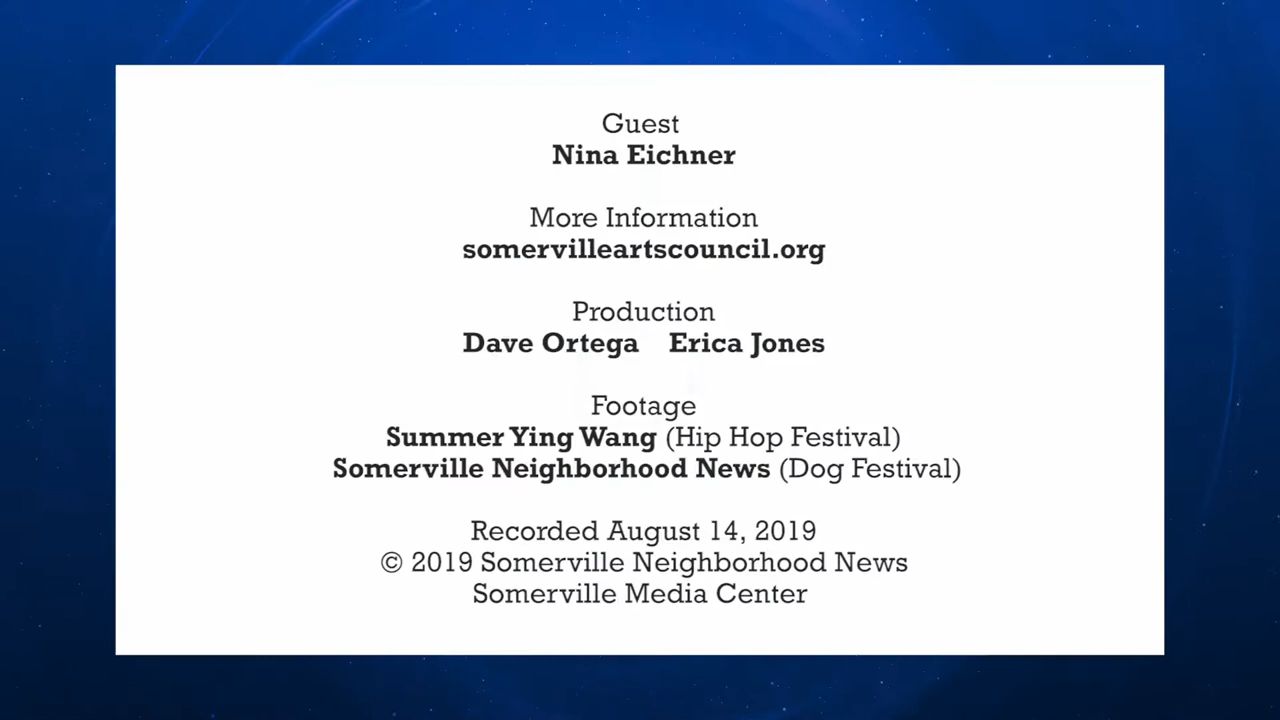 Guest
Nina Eichner
More Information
somervilleartscouncil.org
Production
Dave Ortega Erica Jones
Footage
Summer Ying Wang (Hip Hop Festival)
Somerville Neighborhood News (Dog Festival)
Recorded August 14, 2019
© 2019 Somerville Neighborhood News
Somerville Media Center